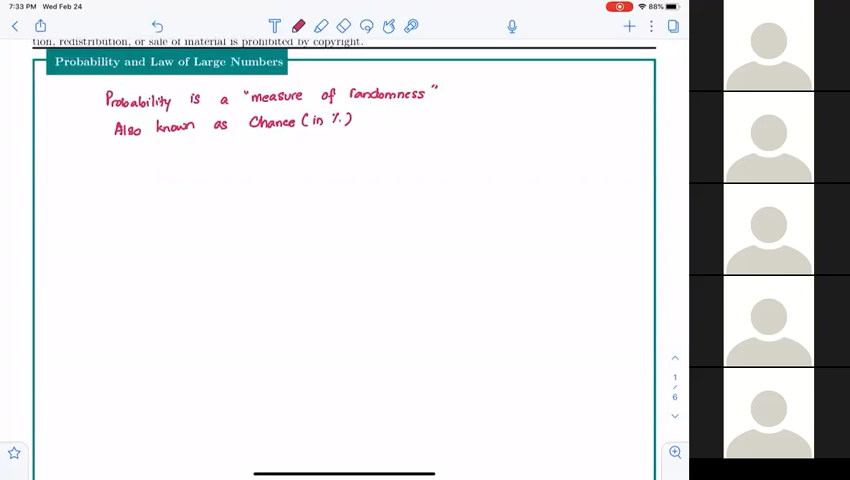 7:33 PM Wed Feb 24
88%
tion, redistribution, or sale of material is prohibited by copyright.
Probability and Law of Large Numbers
Probability is a "measure of randomness"
Also known as Chance (in %)
1
/
6